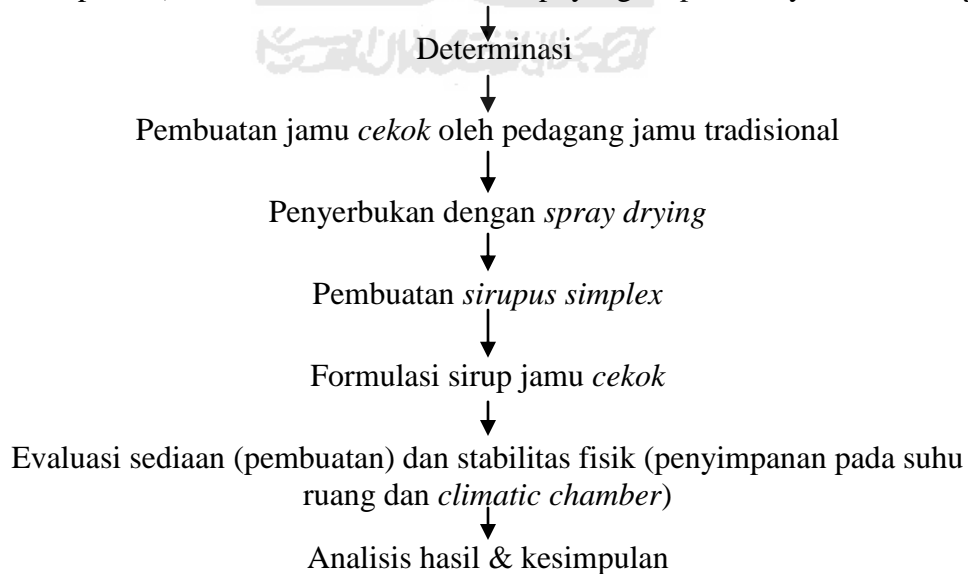 Determinasi
Pembuatan jamu cekok oleh pedagang jamu tradisional
Penyerbukan dengan spray drying
Pembuatan sirupus simplex
Formulasi sirup jamu cekok
Evaluasi sediaan (pembuatan) dan stabilitas fisik (penyimpanan pada suhu
ruang dan climatic chamber)
Analisis hasil & kesimpulan